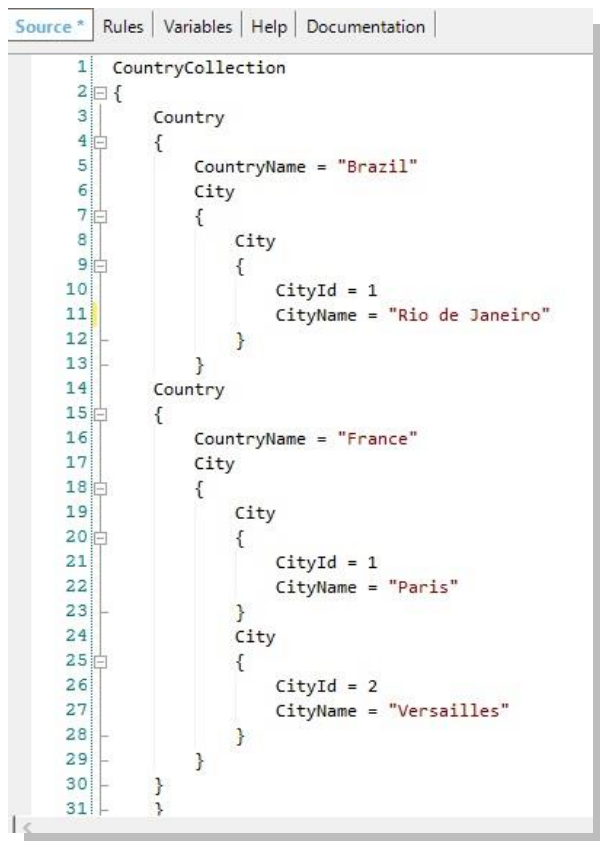 Source * Rules Variables Help Documentation
1 CountryCollection
2 {
3 Country
4 {
5 CountryName = "Brazil"
6 City
7 {
8 City
9 {
10 CityId = 1
11 CityName = "Rio de Janeiro"
12 }
13 }
14 Country
15 {
16 CountryName = "France"
17 City
18 {
19 City
20 {
21 CityId = 1
22 CityName = "Paris"
23 }
24 City
25 {
26 CityId = 2
27 CityName = "Versailles"
28 }
29 }
30 }
31 }